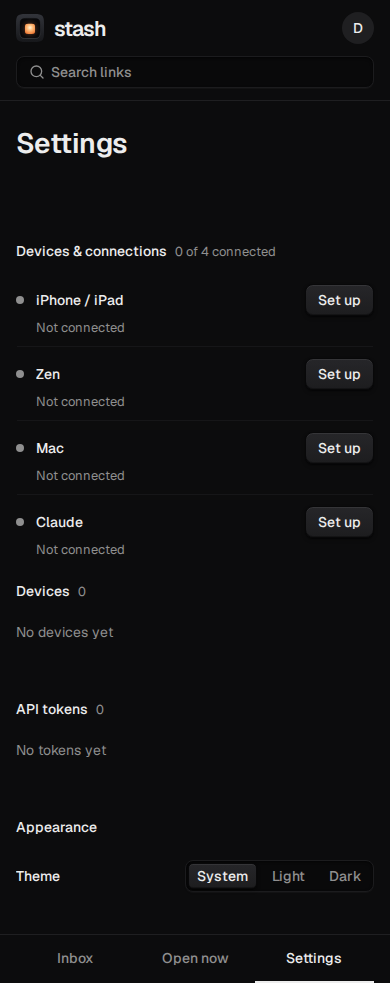 stash
D
Search links
Settings
Devices & connections 0 of 4 connected
iPhone / iPad
Set up
Not connected
Zen
Set up
Not connected
Mac
Set up
Not connected
Claude
Set up
Not connected
Devices 0
No devices yet
API tokens 0
No tokens yet
Appearance
Theme
System Light Dark
Inbox Open now Settings